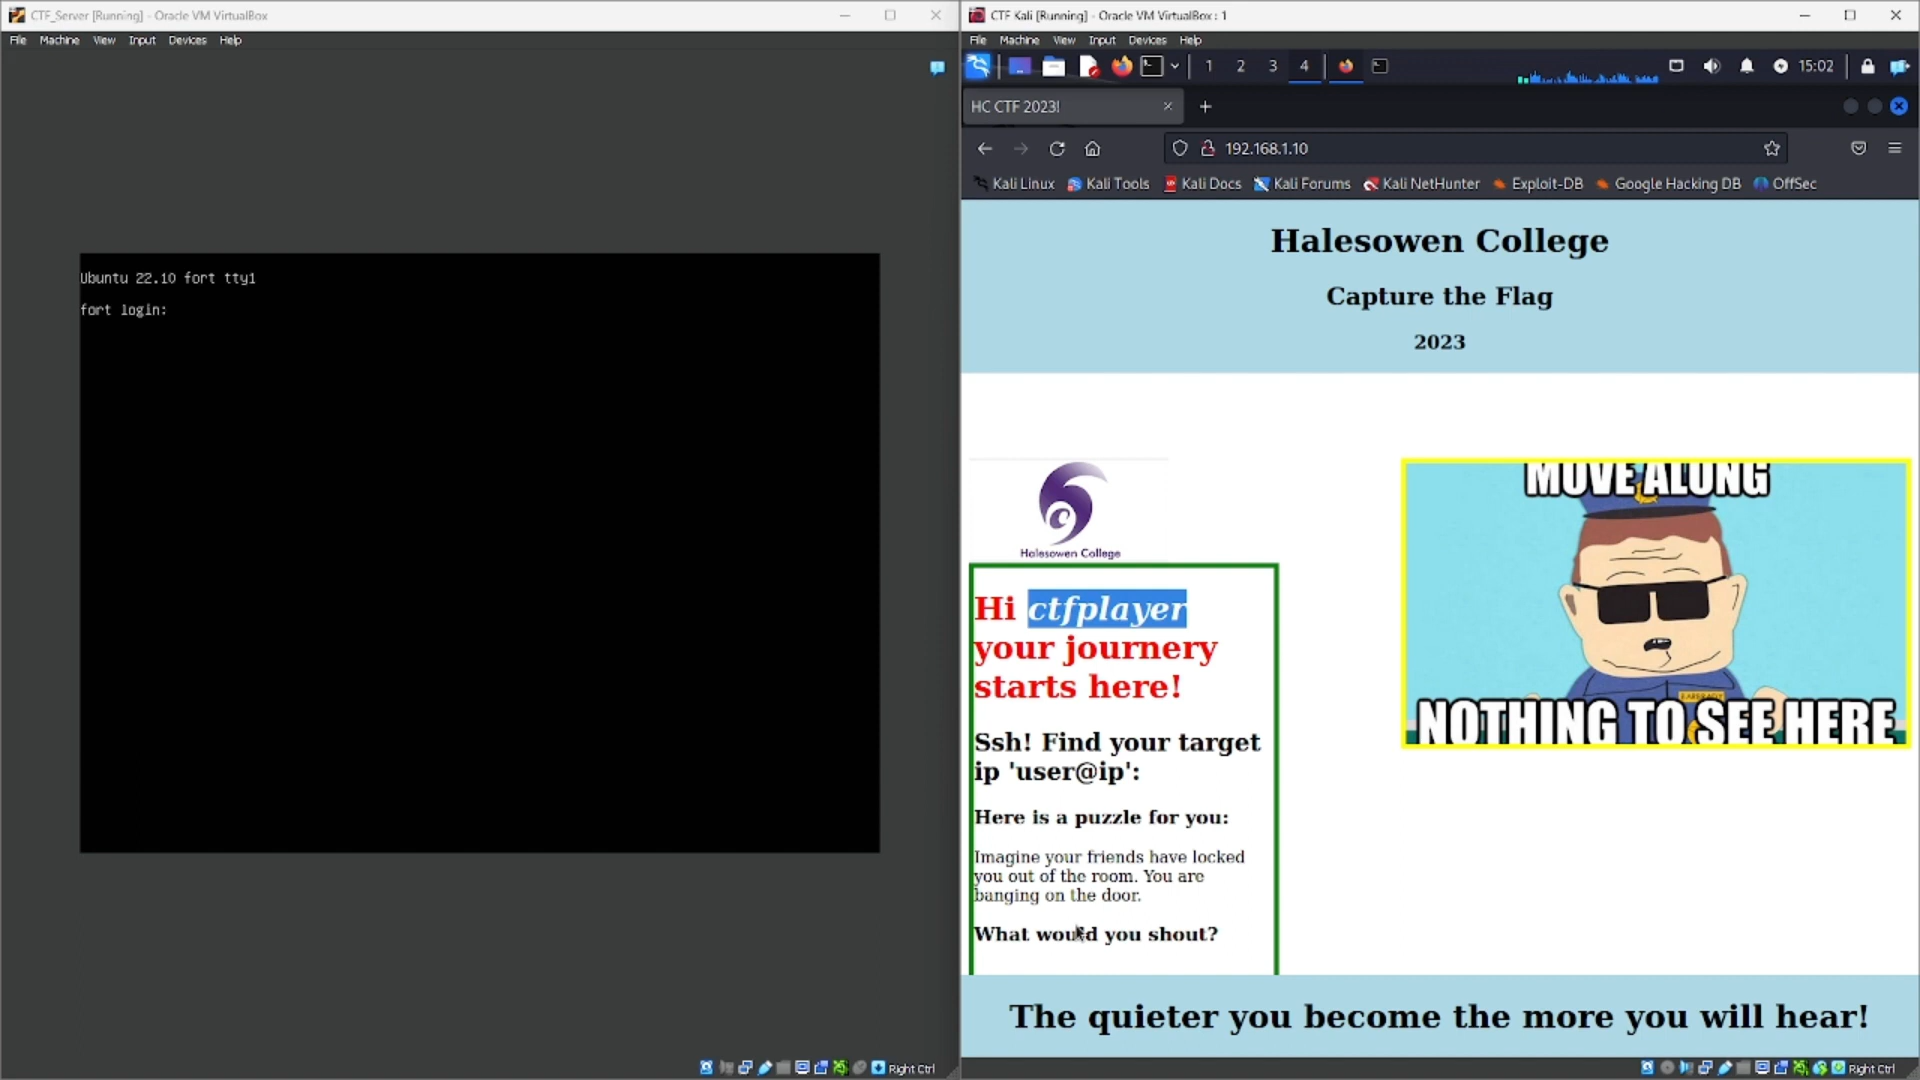 CTF_Server [Running] - Oracle VM VirtualBox
File Machine View Input Devices Help
Ubuntu 22.10 fort tty1
fort login:
Right Ctrl
CTF Kali [Running] - Oracle VM VirtualBox : 1
File Machine View Input Devices Help
1 2 3 4 15:02
HC CTF 2023!
192.168.1.10
Kali Linux Kali Tools Kali Docs Kali Forums Kali NetHunter Exploit-DB Google Hacking DB OffSec
Halesowen College
Capture the Flag
2023
Halesowen College
MOVE ALONG
NOTHING TO SEE HERE
Hi ctfplayer
your journery
starts here!
Ssh! Find your target
ip 'user@ip':
Here is a puzzle for you:
Imagine your friends have locked
you out of the room. You are
banging on the door.
What would you shout?
The quieter you become the more you will hear!
Right Ctrl